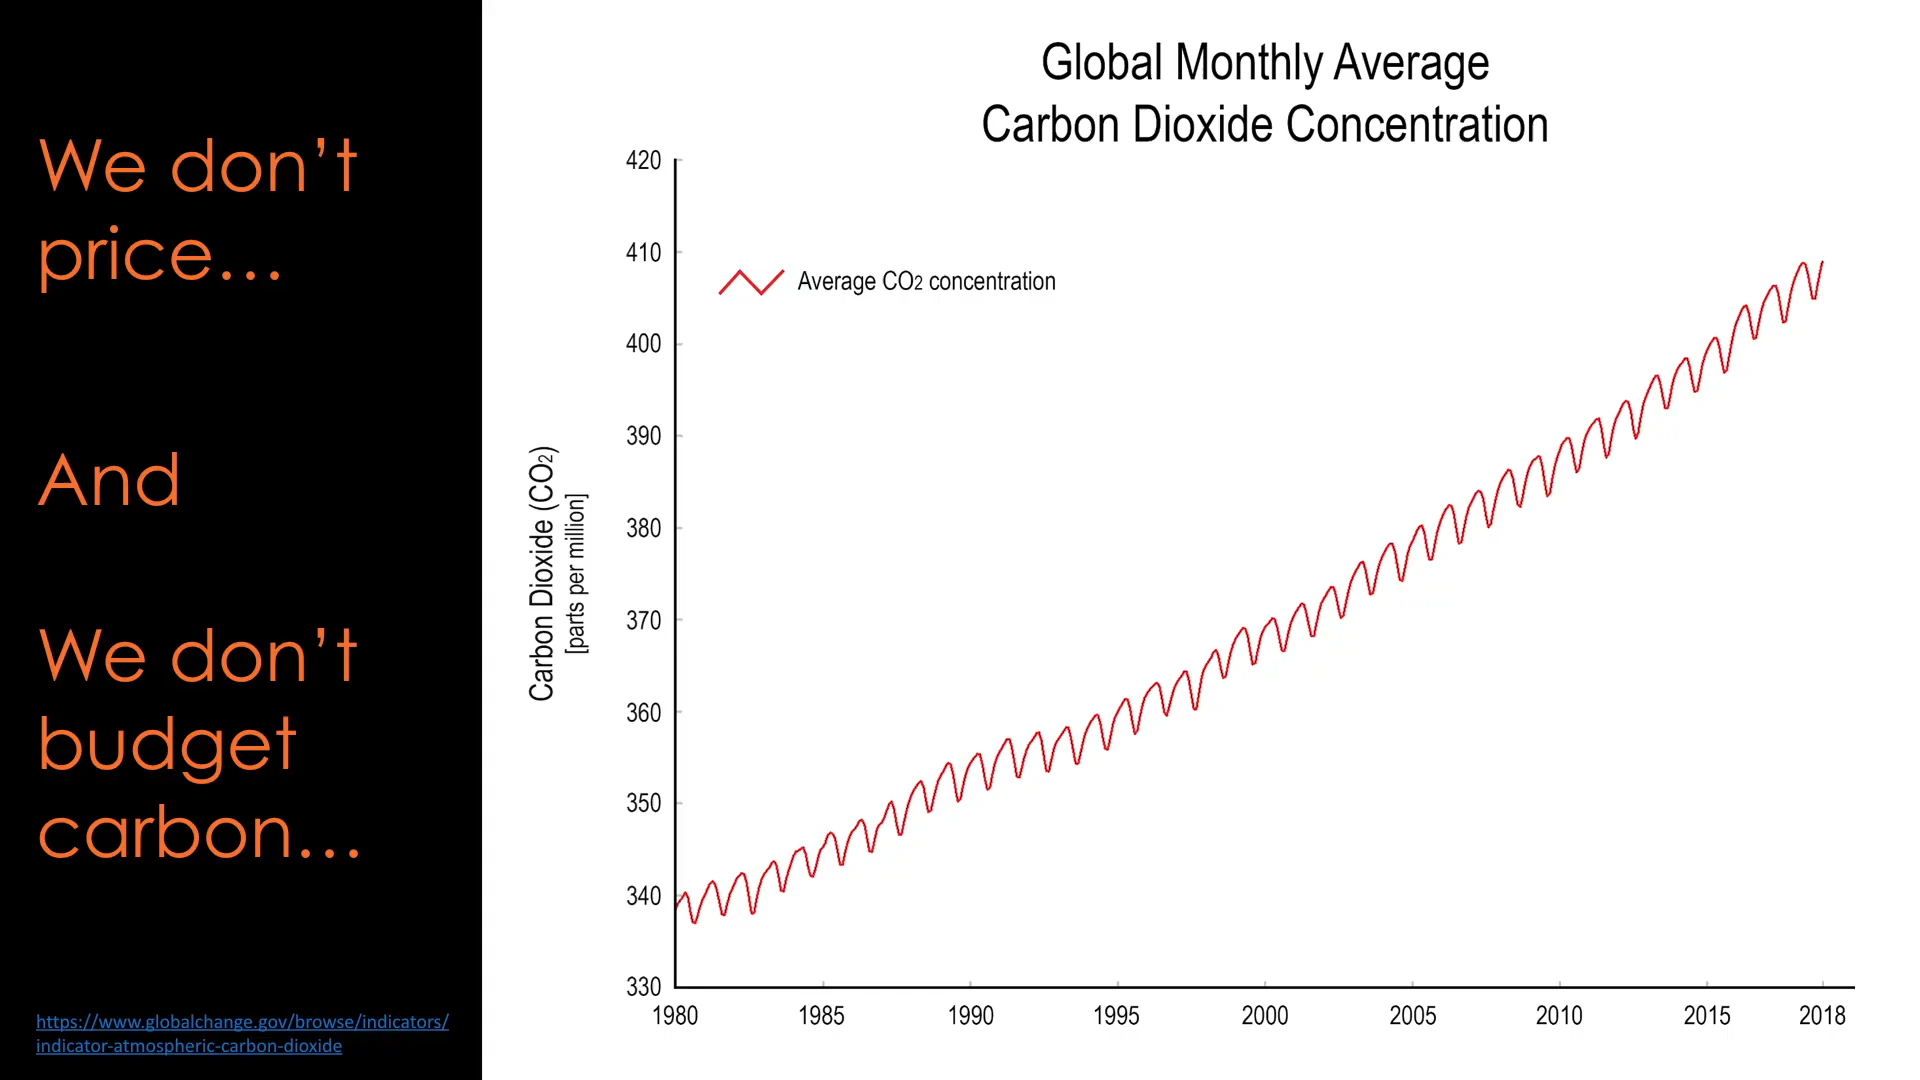 We don’t
price…
And
We don’t
budget
carbon…
https://www.globalchange.gov/browse/indicators/
indicator-atmospheric-carbon-dioxide
Global Monthly Average
Carbon Dioxide Concentration
Average CO2 concentration
Carbon Dioxide (CO2)
[parts per million]
420
410
400
390
380
370
360
350
340
330
1980 1985 1990 1995 2000 2005 2010 2015 2018